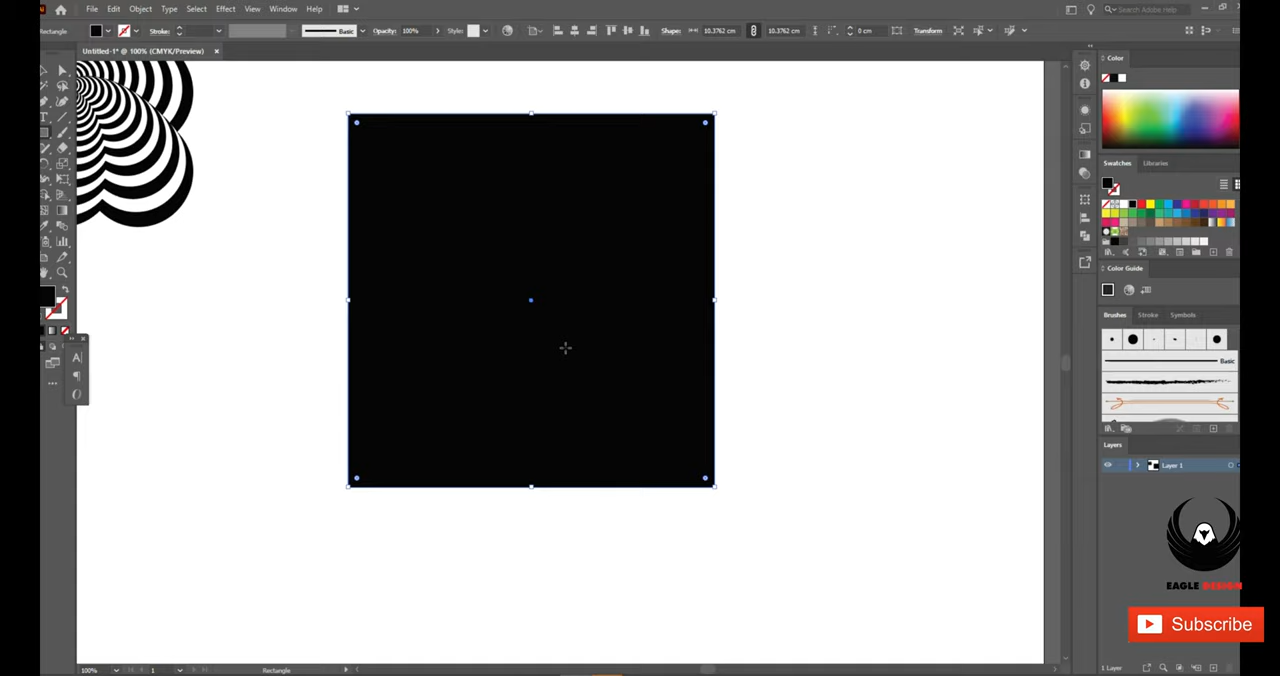 File Edit Object Type Select Effect View Window Help
Search Adobe Help
Rectangle Stroke: Basic Opacity: 100% Style: Shape: 10.3762 cm 10.3762 cm 0 cm Transform
Untitled-1* @ 100% (CMYK/Preview) ×
Color
Swatches Libraries
Color Guide
Brushes Stroke Symbols
Basic
Layers
Layer 1
EAGLE DESIGN
Subscribe
100% 1 Rectangle
1 Layer